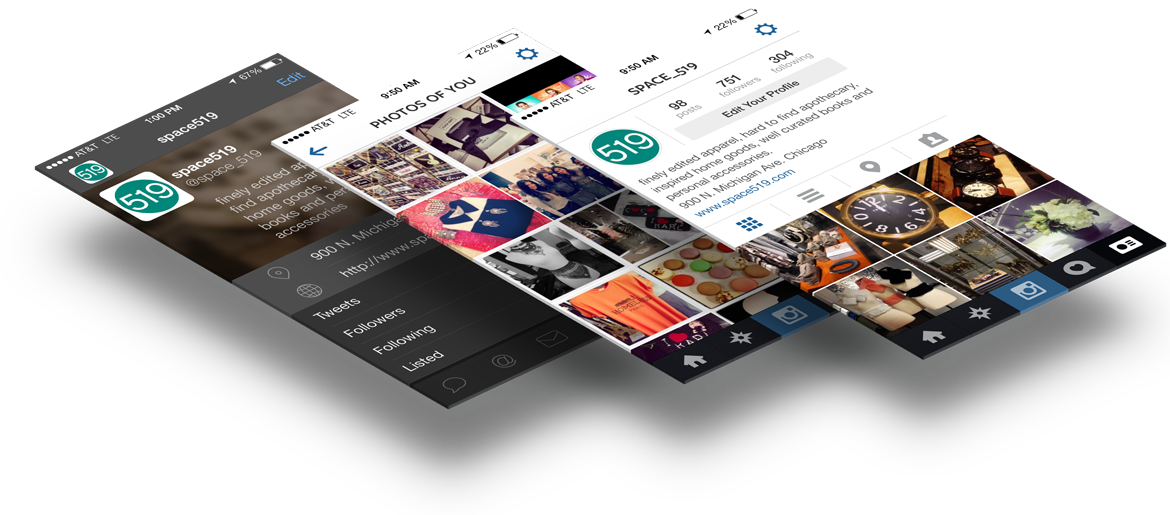 AT&T LTE
1:00 PM
67%
519
space519
Edit
519
space519
@space_519
finely edited ap
find apothecary
home goods,
books and per
accessories
900 N. Michiga
http://www.spa
Tweets
Followers
Following
Listed
AT&T LTE
9:50 AM
22%
PHOTOS OF YOU
AT&T LTE
9:50 AM
22%
SPACE_519
519
98
posts
751
followers
304
following
Edit Your Profile
finely edited apparel, hard to find apothecary,
inspired home goods, well curated books and
personal accessories.
900 N. Michigan Ave. Chicago
www.space519.com